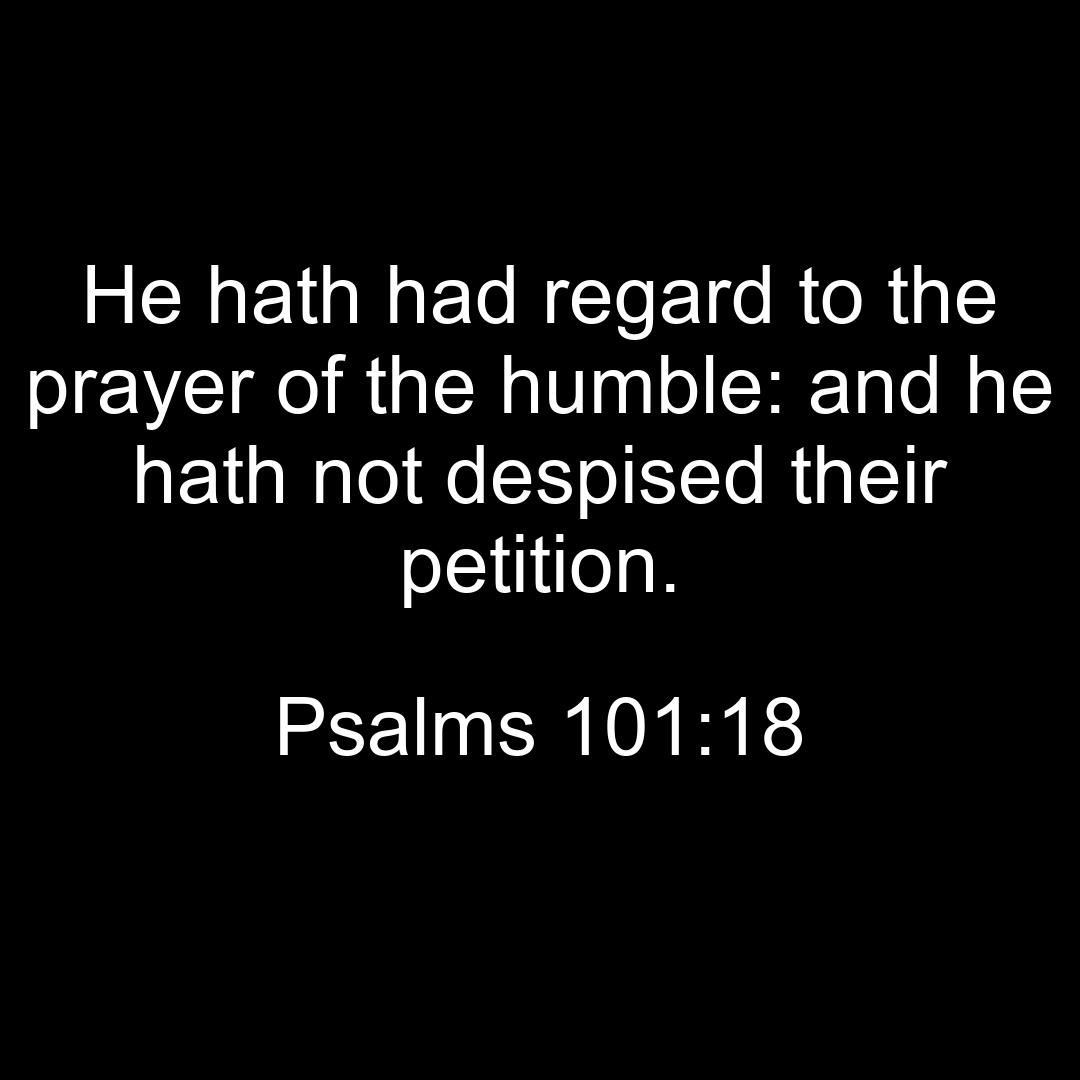 He hath had regard to the
prayer of the humble: and he
hath not despised their
petition.
Psalms 101:18